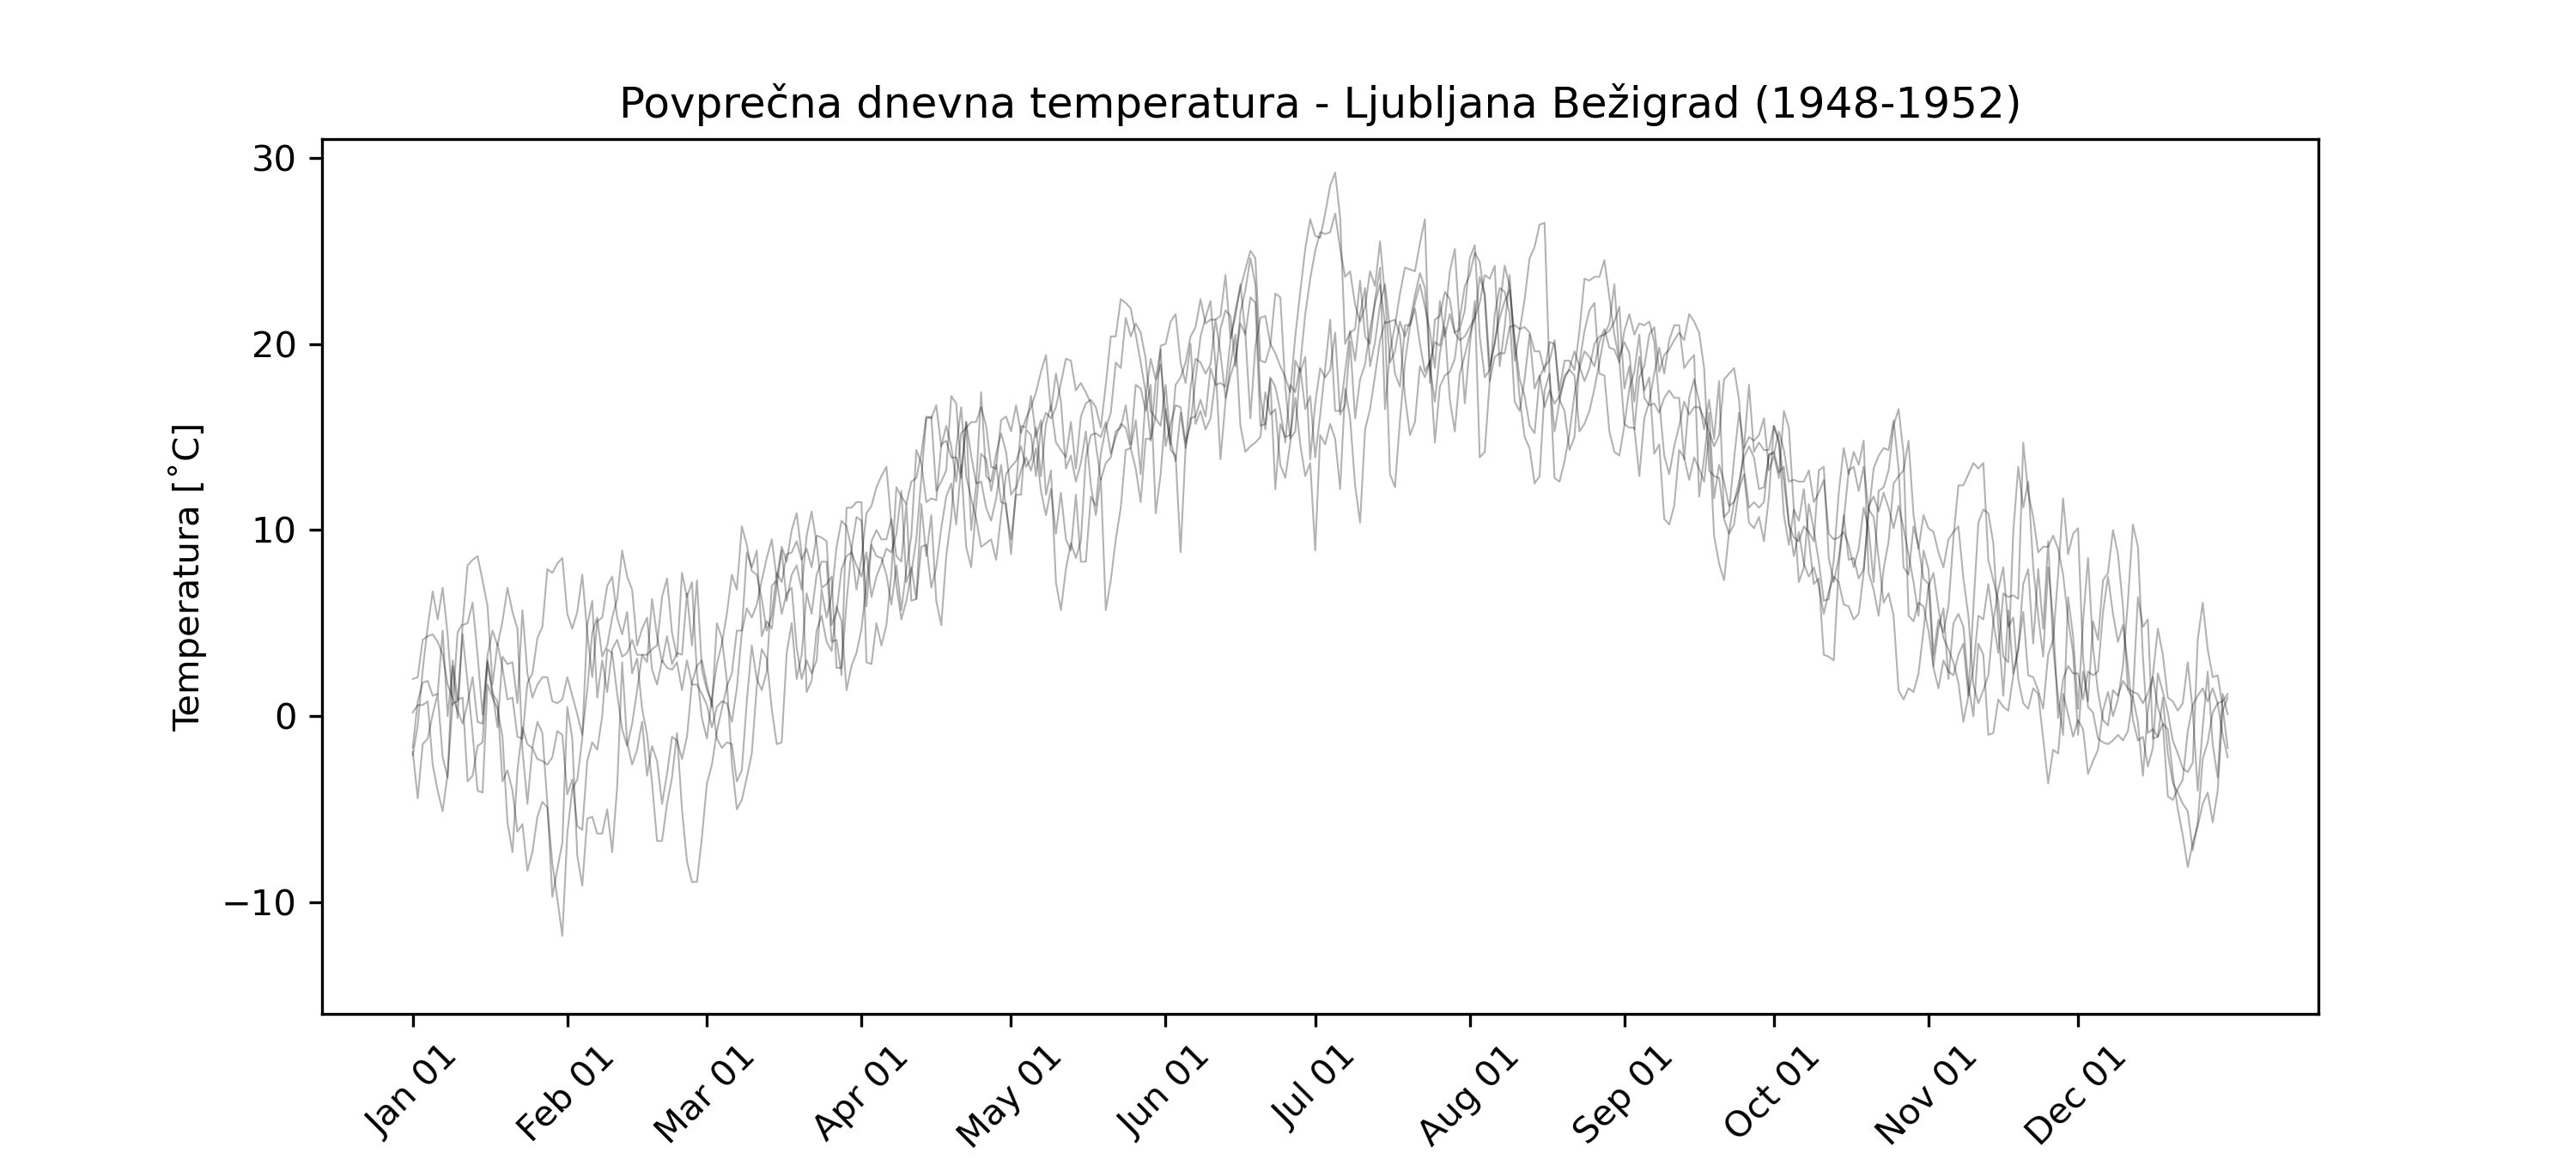 Povprečna dnevna temperatura - Ljubljana Bežigrad (1948-1952)
Temperatura [˚C]
30
20
10
0
−10
Jan 01
Feb 01
Mar 01
Apr 01
May 01
Jun 01
Jul 01
Aug 01
Sep 01
Oct 01
Nov 01
Dec 01